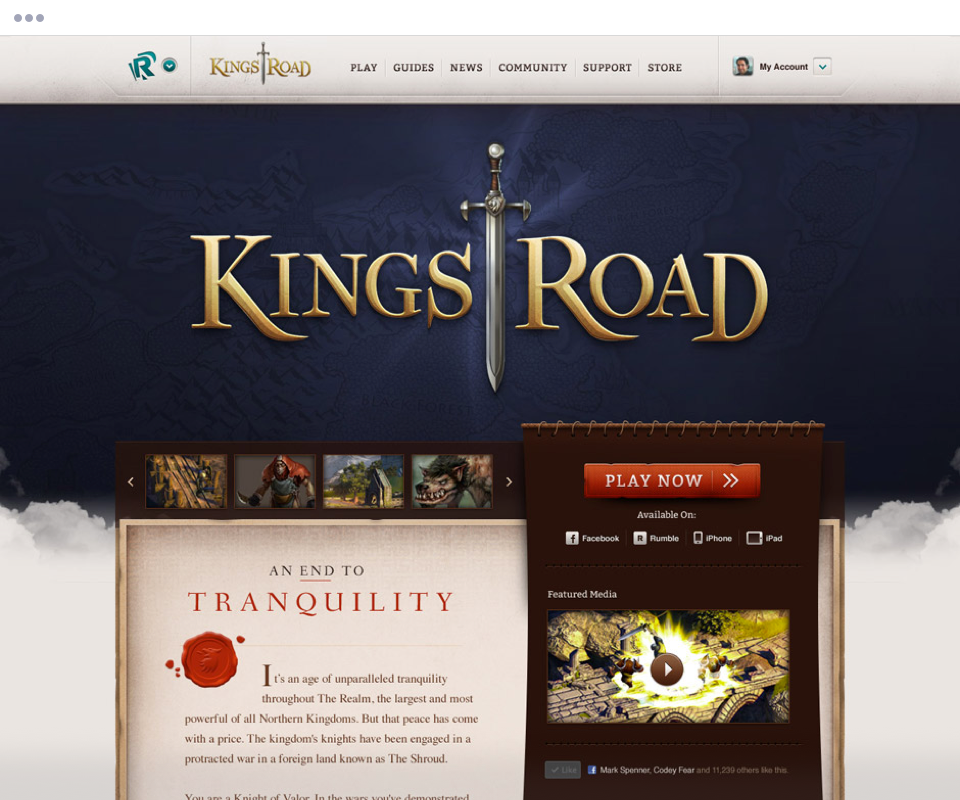 R
KINGS ROAD
PLAY
GUIDES
NEWS
COMMUNITY
SUPPORT
STORE
My Account
KINGS ROAD
BLACK FOREST
PLAY NOW
Available On:
Facebook
Rumble
iPhone
iPad
AN END TO
TRANQUILITY
It's an age of unparalleled tranquility
throughout The Realm, the largest and most
powerful of all Northern Kingdoms. But that peace has come
with a price. The kingdom's knights have been engaged in a
protracted war in a foreign land known as The Shroud.
You are a Knight of Valor. In the wars you've demonstrated
Featured Media
Like
Mark Spenner, Codey Fear and 11,239 others like this.